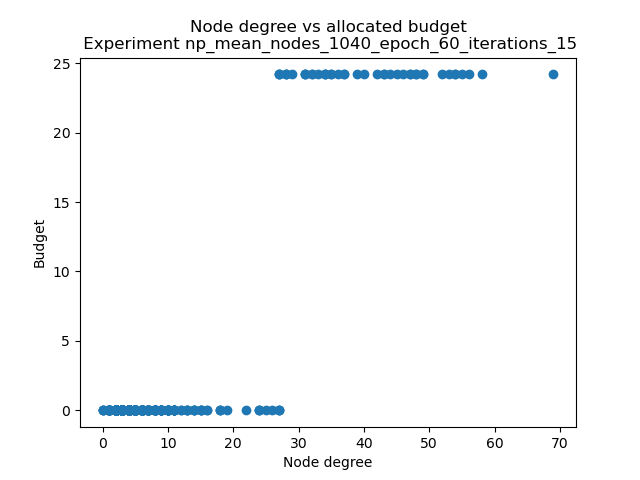 Node degree vs allocated budget
Experiment np_mean_nodes_1040_epoch_60_iterations_15
25
20
15
10
5
0
Budget
0 10 20 30 40 50 60 70
Node degree